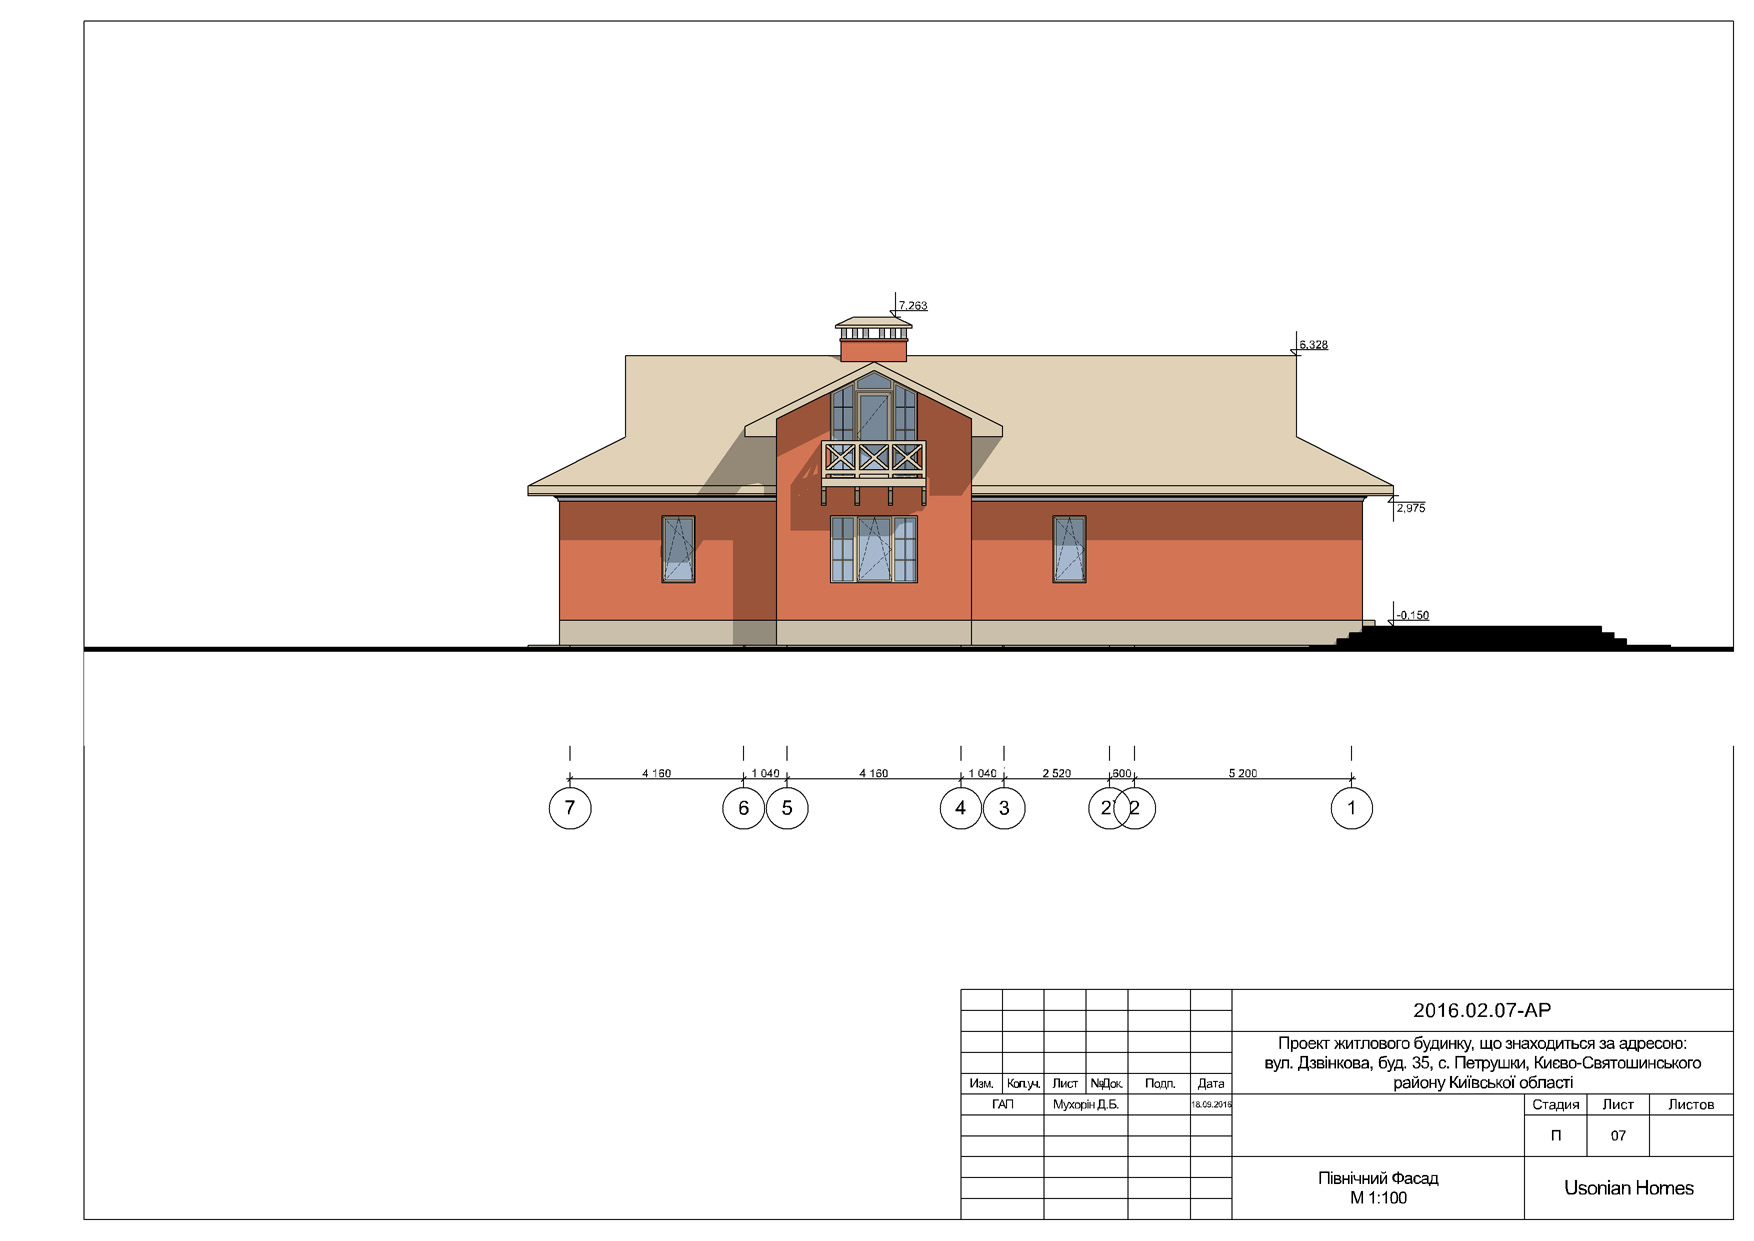 7,263
6,328
2,975
-0,150
4 160 1 040 4 160 1 040 2 520 600 5 200
7 6 5 4 3 2' 2 1
2016.02.07-АР
Проект житлового будинку, що знаходиться за адресою:
вул. Дзвінкова, буд. 35, с. Петрушки, Києво-Святошинського
району Київської області
Изм. Кол.уч. Лист №Док. Подп. Дата
ГАП Мухорін Д.Б. 18.09.2016
Стадия Лист Листов
П 07
Північний Фасад
М 1:100
Usonian Homes